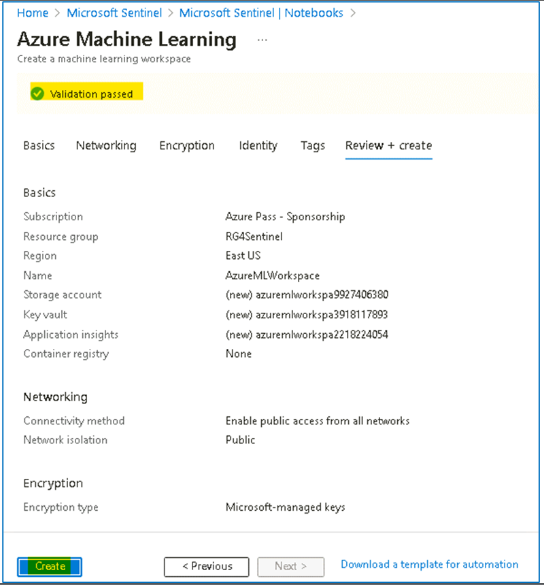 Home > Microsoft Sentinel > Microsoft Sentinel | Notebooks >
Azure Machine Learning ...
Create a machine learning workspace
Validation passed
Basics Networking Encryption Identity Tags Review + create
Basics
Subscription Azure Pass - Sponsorship
Resource group RG4Sentinel
Region East US
Name AzureMLWorkspace
Storage account (new) azuremlworkspa9927406380
Key vault (new) azuremlworkspa3918117893
Application insights (new) azuremlworkspa2218224054
Container registry None
Networking
Connectivity method Enable public access from all networks
Network isolation Public
Encryption
Encryption type Microsoft-managed keys
Create < Previous Next > Download a template for automation